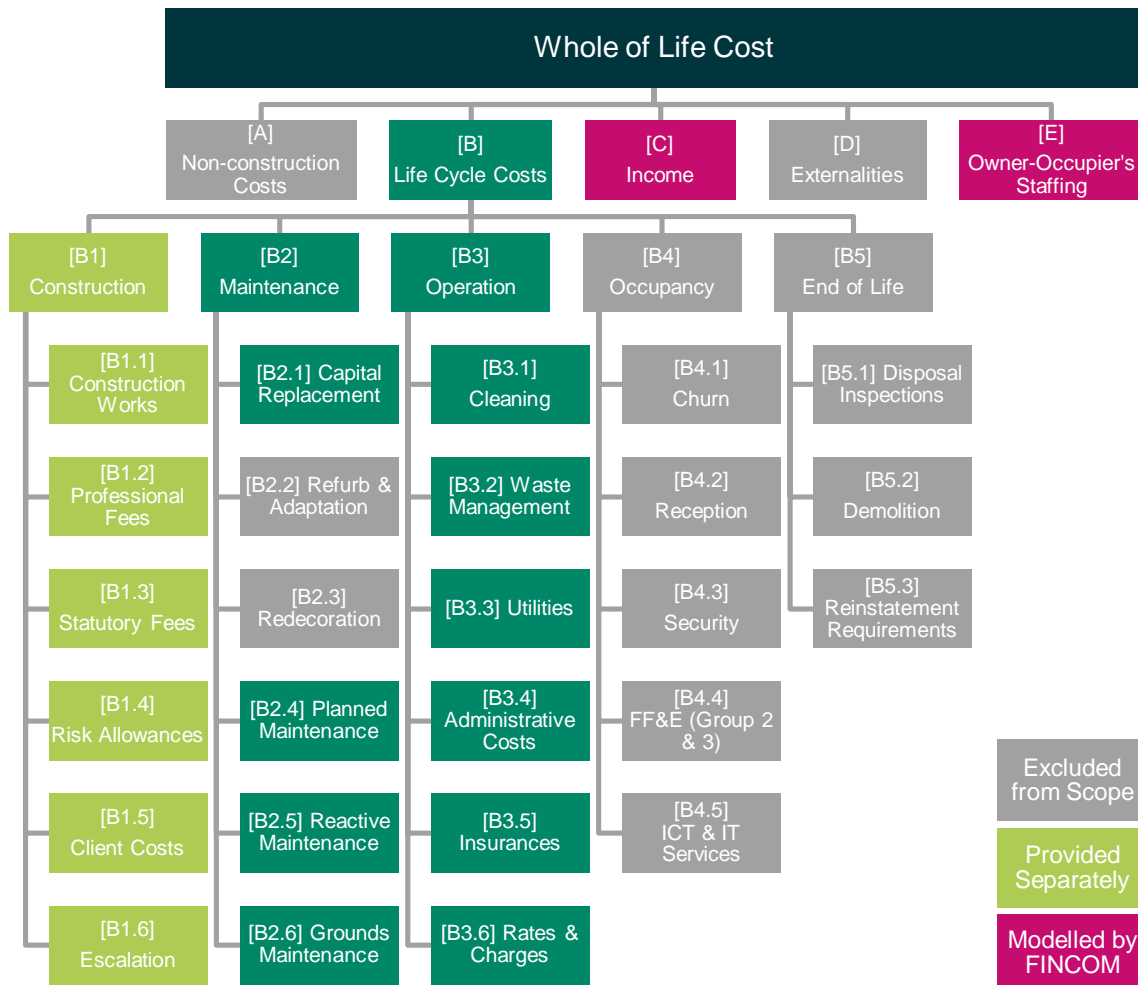 Whole of Life Cost
[A]
Non-construction
Costs
[B]
Life Cycle Costs
[C]
Income
[D]
Externalities
[E]
Owner-Occupier's
Staffing
[B1]
Construction
[B2]
Maintenance
[B3]
Operation
[B4]
Occupancy
[B5]
End of Life
[B1.1]
Construction
Works
[B1.2]
Professional
Fees
[B1.3]
Statutory Fees
[B1.4]
Risk Allowances
[B1.5]
Client Costs
[B1.6]
Escalation
[B2.1] Capital
Replacement
[B2.2] Refurb &
Adaptation
[B2.3]
Redecoration
[B2.4] Planned
Maintenance
[B2.5] Reactive
Maintenance
[B2.6] Grounds
Maintenance
[B3.1]
Cleaning
[B3.2] Waste
Management
[B3.3] Utilities
[B3.4]
Administrative
Costs
[B3.5]
Insurances
[B3.6] Rates &
Charges
[B4.1]
Churn
[B4.2]
Reception
[B4.3]
Security
[B4.4]
FF&E (Group 2
& 3)
[B4.5]
ICT & IT
Services
[B5.1] Disposal
Inspections
[B5.2]
Demolition
[B5.3]
Reinstatement
Requirements
Excluded
from Scope
Provided
Separately
Modelled by
FINCOM